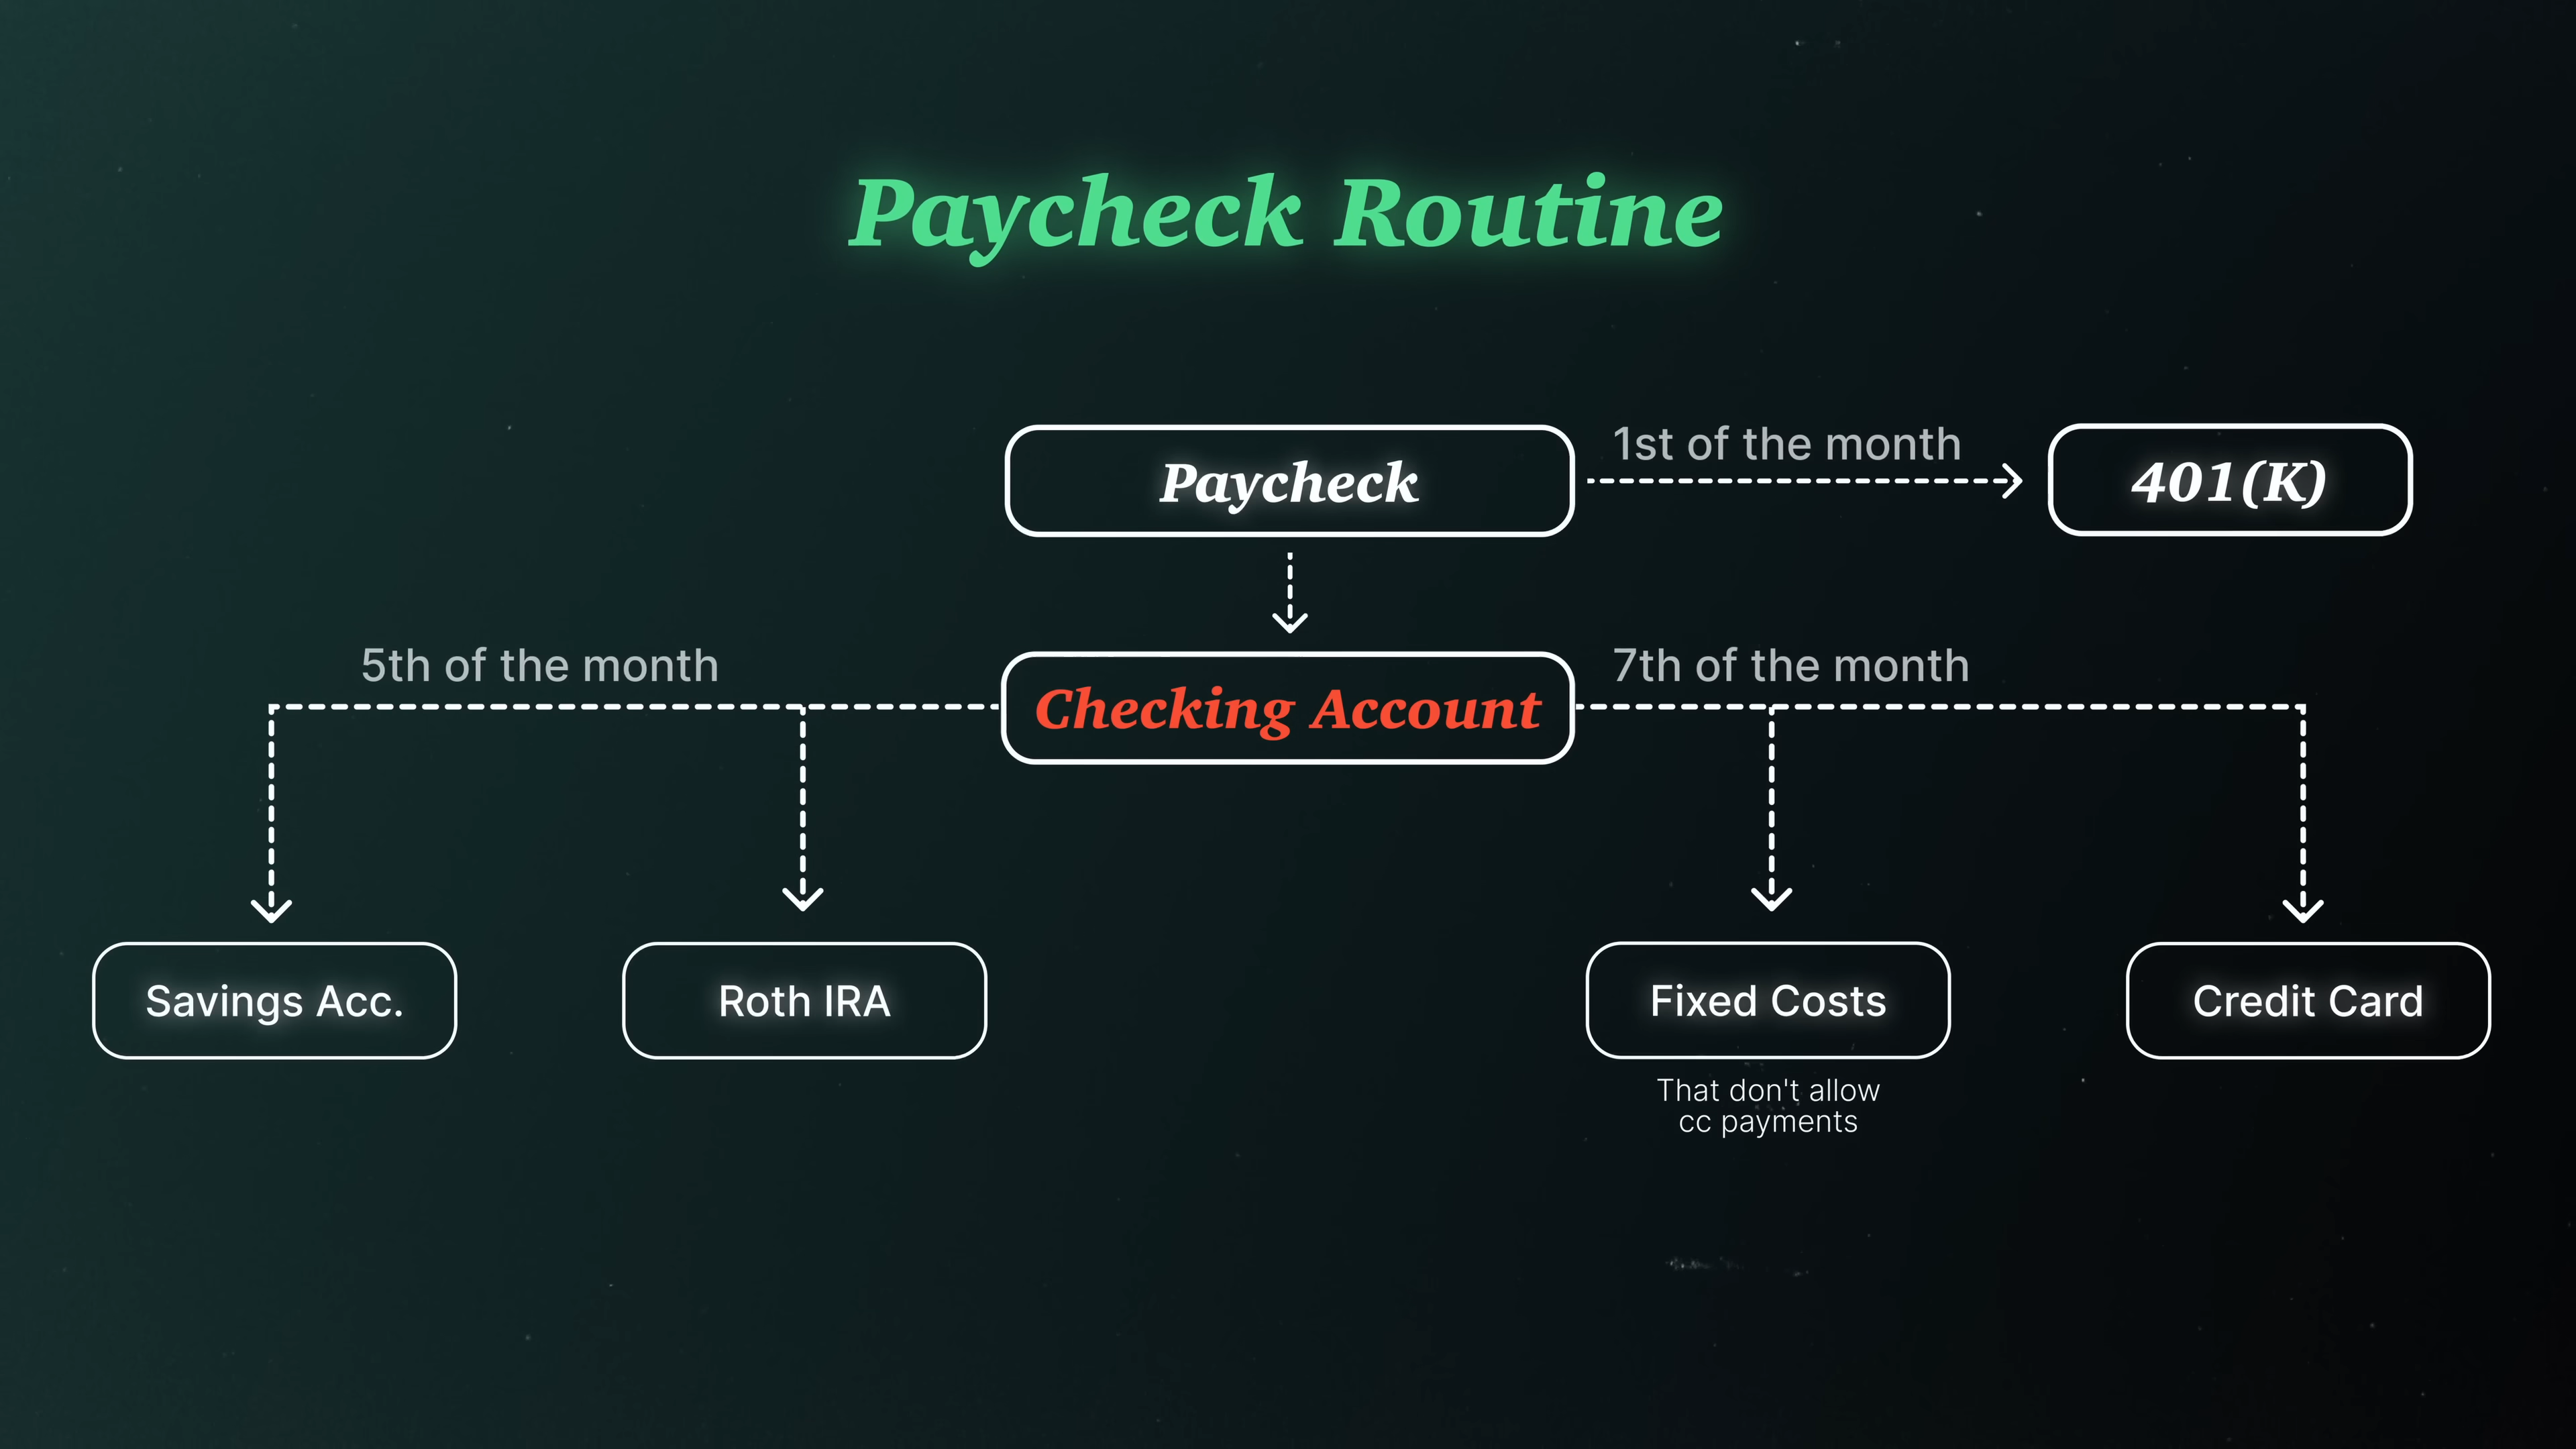 Paycheck Routine
Paycheck
1st of the month
401(K)
5th of the month
Checking Account
7th of the month
Savings Acc.
Roth IRA
Fixed Costs
Credit Card
That don't allow
cc payments